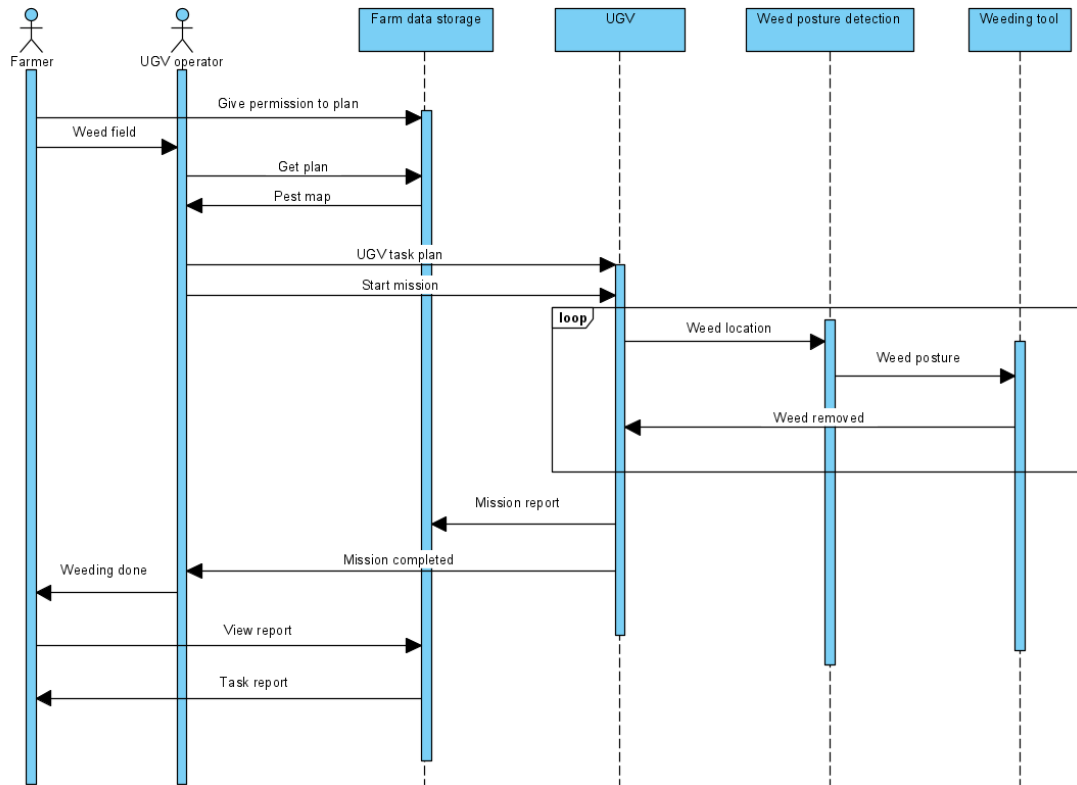 Farm data storage
UGV
Weed posture detection
Weeding tool
Farmer
UGV operator
Give permission to plan
Weed field
Get plan
Pest map
UGV task plan
Start mission
loop
Weed location
Weed posture
Weed removed
Mission report
Mission completed
Weeding done
View report
Task report